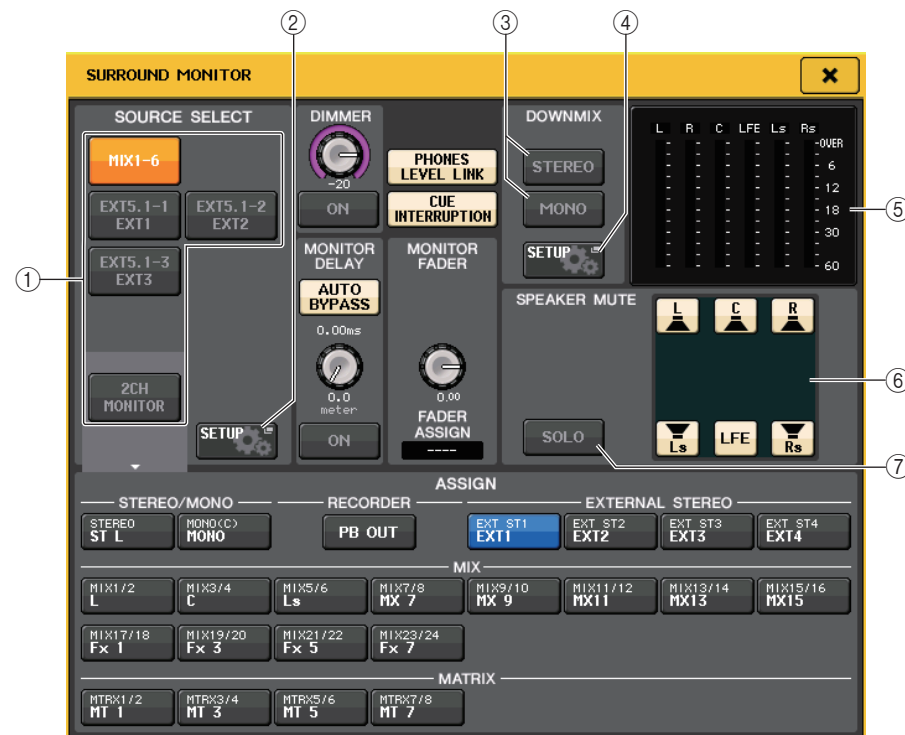 ② ③ ④
SURROUND MONITOR
SOURCE SELECT
MIX1-6
EXT5.1-1
EXT1
EXT5.1-2
EXT2
EXT5.1-3
EXT3
2CH
MONITOR
SETUP
①
DIMMER
-20
ON
PHONES
LEVEL LINK
CUE
INTERRUPTION
MONITOR
DELAY
AUTO
BYPASS
0.00ms
0.0
meter
ON
MONITOR
FADER
0.00
FADER
ASSIGN
----
DOWNMIX
STEREO
MONO
SETUP
L R C LFE Ls Rs
OVER
6
12
18
30
60
⑤
SPEAKER MUTE
L C R
Ls LFE Rs
⑥
SOLO
⑦
ASSIGN
STEREO/MONO
RECORDER
EXTERNAL STEREO
STEREO
ST L
MONO(C)
MONO
PB OUT
EXT ST1
EXT1
EXT ST2
EXT2
EXT ST3
EXT3
EXT ST4
EXT4
MIX
MIX1/2
L
MIX3/4
C
MIX5/6
Ls
MIX7/8
MX 7
MIX9/10
MX 9
MIX11/12
MX11
MIX13/14
MX13
MIX15/16
MX15
MIX17/18
Fx 1
MIX19/20
Fx 3
MIX21/22
Fx 5
MIX23/24
Fx 7
MATRIX
MTRX1/2
MT 1
MTRX3/4
MT 3
MTRX5/6
MT 5
MTRX7/8
MT 7